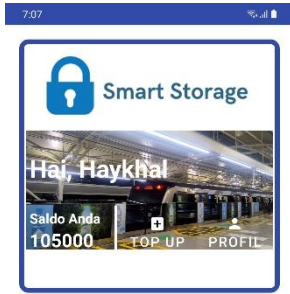 7:07
Smart Storage
Hai, Haykhal
Saldo Anda
105000
TOP UP
PROFIL